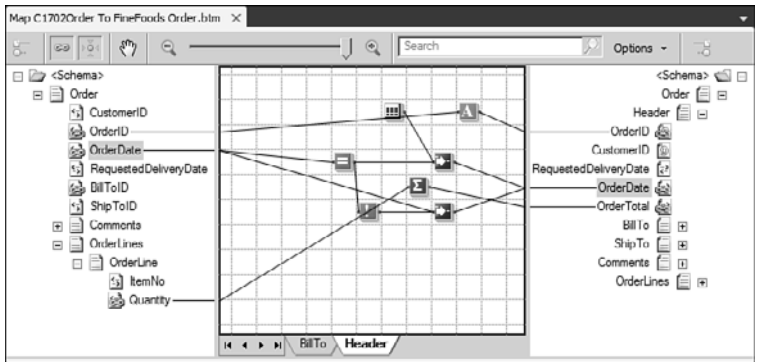 Map C1702Order To FineFoods Order.btm
Search
Options
<Schema>
Order
CustomerID
OrderID
OrderDate
RequestedDeliveryDate
BillToID
ShipToID
Comments
OrderLines
OrderLine
ItemNo
Quantity
A
=
Σ
!
<Schema>
Order
Header
OrderID
CustomerID
RequestedDeliveryDate
OrderDate
OrderTotal
BillTo
ShipTo
Comments
OrderLines
BillTo
Header